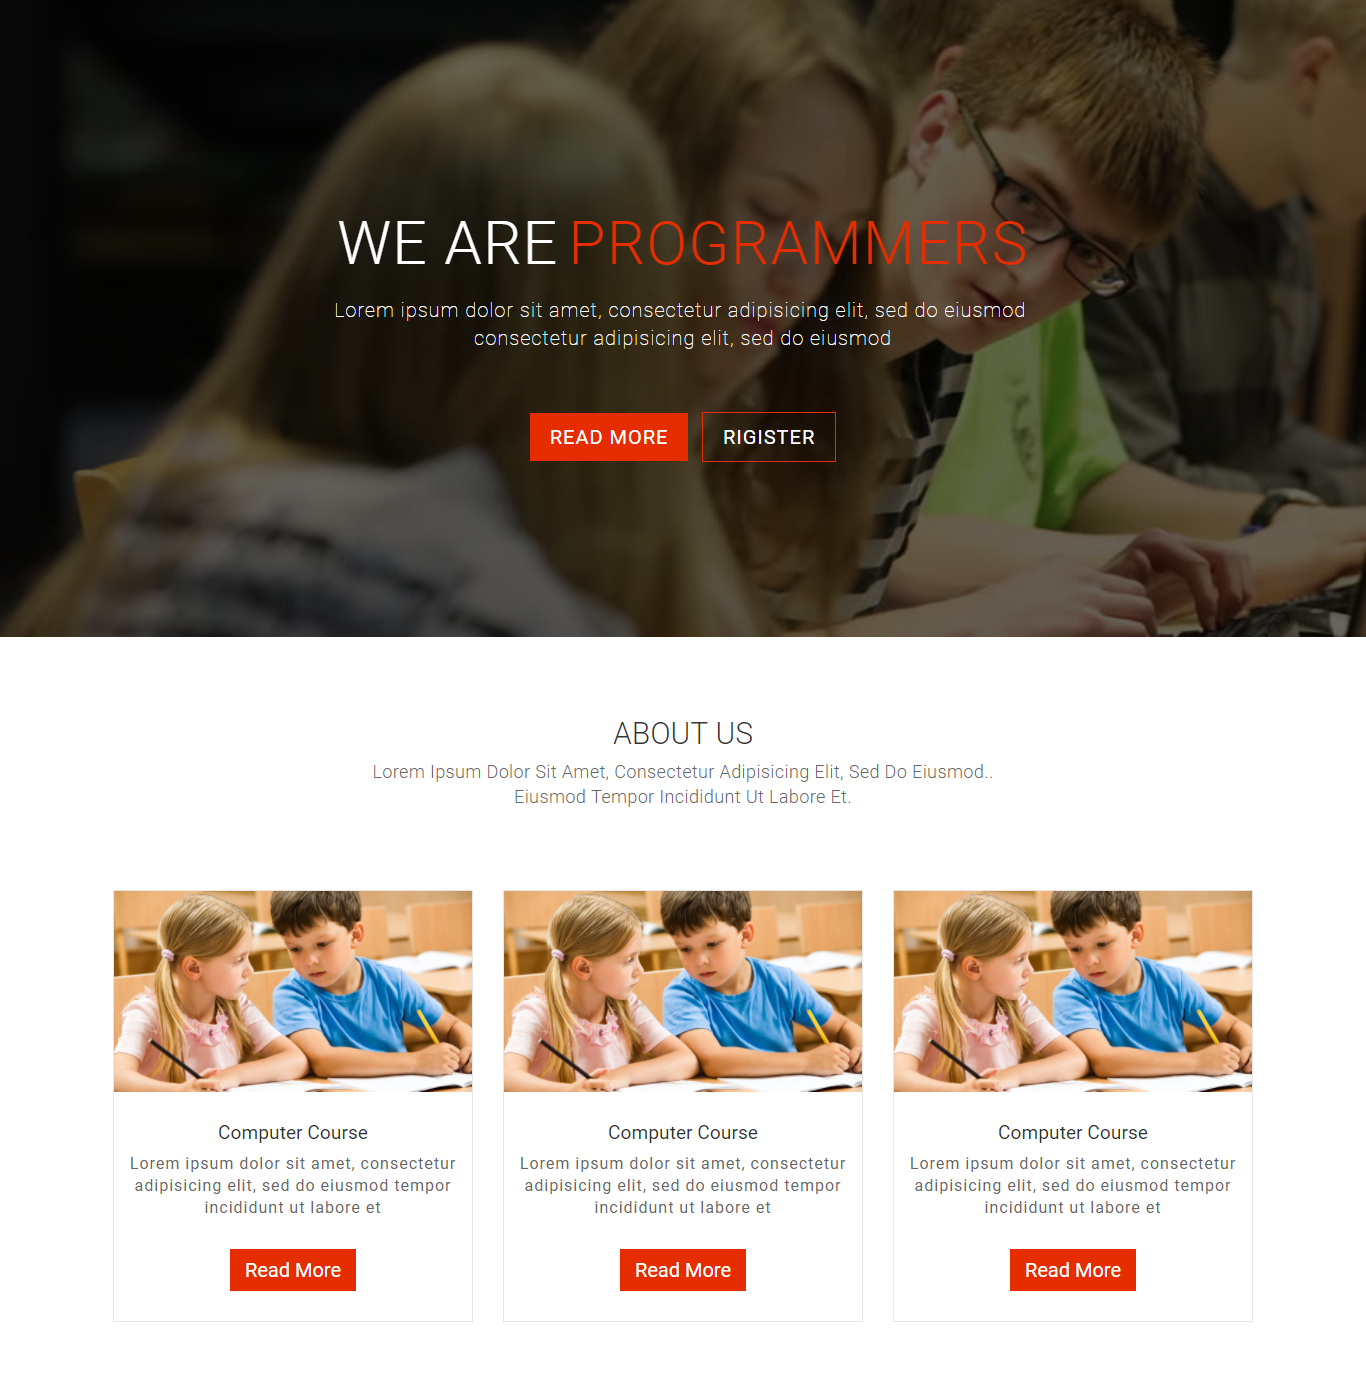 WE ARE PROGRAMMERS
Lorem ipsum dolor sit amet, consectetur adipisicing elit, sed do eiusmod
consectetur adipisicing elit, sed do eiusmod
READ MORE RIGISTER
ABOUT US
Lorem Ipsum Dolor Sit Amet, Consectetur Adipisicing Elit, Sed Do Eiusmod..
Eiusmod Tempor Incididunt Ut Labore Et.
Computer Course
Lorem ipsum dolor sit amet, consectetur
adipisicing elit, sed do eiusmod tempor
incididunt ut labore et
Read More
Computer Course
Lorem ipsum dolor sit amet, consectetur
adipisicing elit, sed do eiusmod tempor
incididunt ut labore et
Read More
Computer Course
Lorem ipsum dolor sit amet, consectetur
adipisicing elit, sed do eiusmod tempor
incididunt ut labore et
Read More